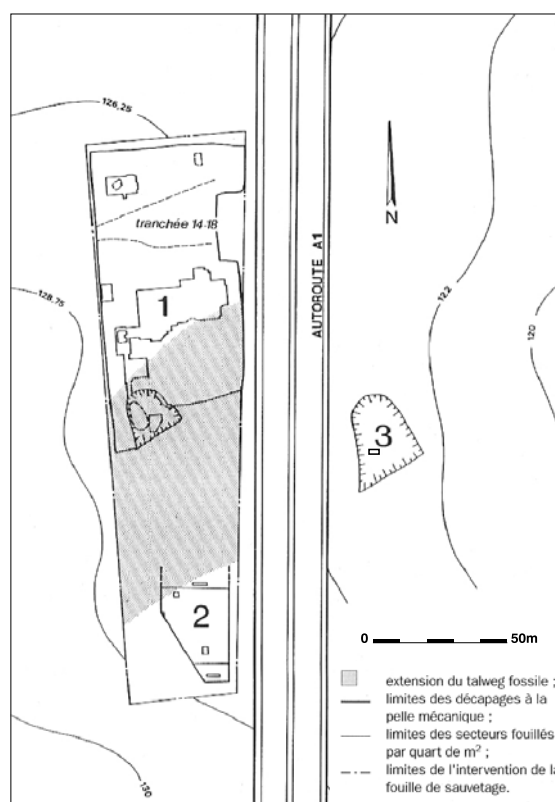 126,25
tranchée 14-18
AUTOROUTE A1
N
128,75
1
122
120
3
2
0 50m
130
extension du talweg fossile ;
limites des décapages à la
pelle mécanique ;
limites des secteurs fouillés
par quart de m² ;
limites de l'intervention de la
fouille de sauvetage.